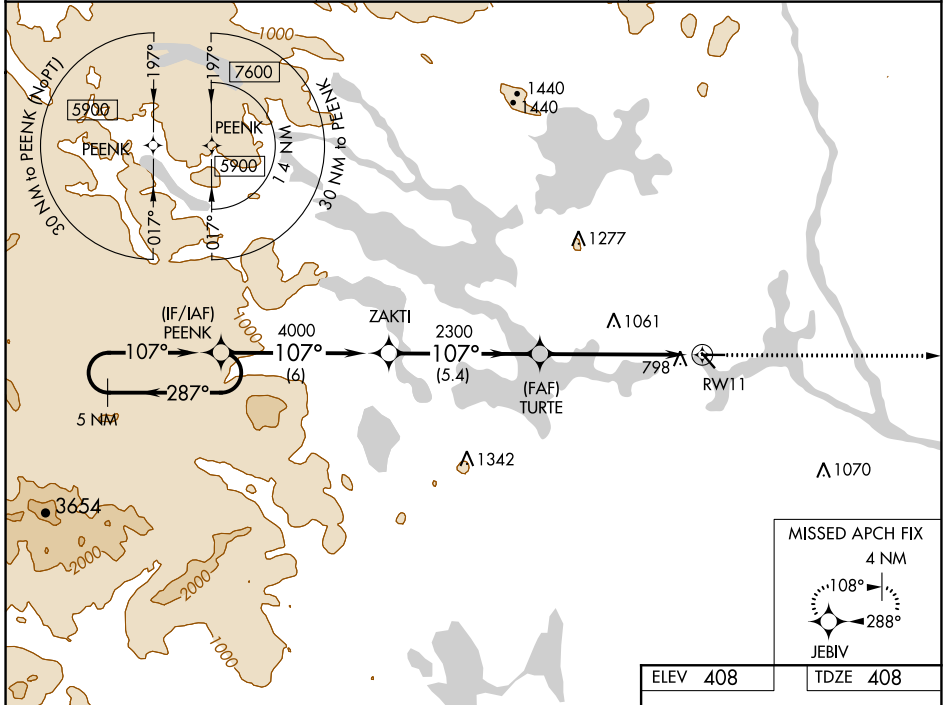 1000
30 NM to PEENK (NoPT)
197°
197°
7600
5900
PEENK
PEENK
5900
14 NM
30 NM to PEENK
017°
017°
1440
1440
1277
1061
(IF/IAF)
PEENK
1000
4000
107°
(6)
ZAKTI
2300
107°
(5.4)
107°
287°
5 NM
(FAF)
TURTE
798
RW11
1342
1070
3654
2000
2000
1000
MISSED APCH FIX
4 NM
108°
288°
JEBIV
ELEV 408
TDZE 408